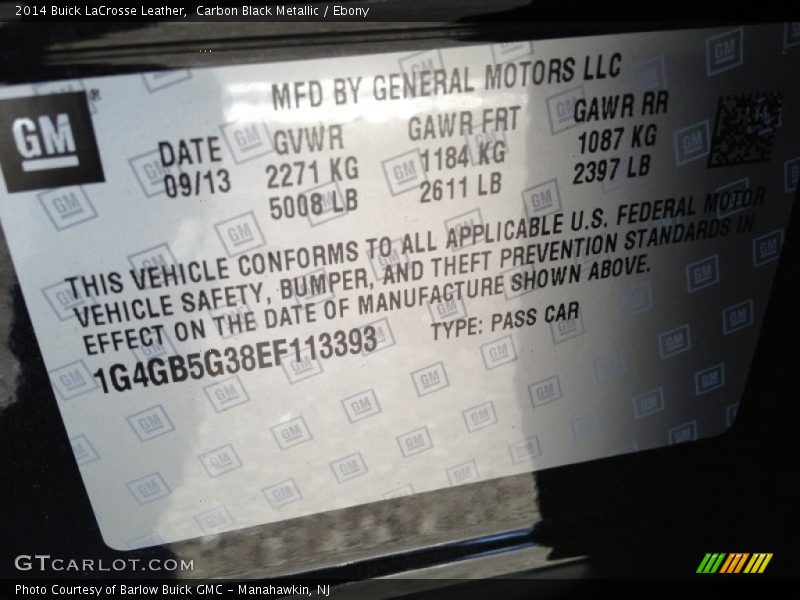 2014 Buick LaCrosse Leather,  Carbon Black Metallic / Ebony
GM
MFD BY GENERAL MOTORS LLC
DATE
09/13
GVWR
2271 KG
5008 LB
GAWR FRT
1184 KG
2611 LB
GAWR RR
1087 KG
2397 LB
THIS VEHICLE CONFORMS TO ALL APPLICABLE U.S. FEDERAL MOTOR
VEHICLE SAFETY, BUMPER, AND THEFT PREVENTION STANDARDS IN
EFFECT ON THE DATE OF MANUFACTURE SHOWN ABOVE.
1G4GB5G38EF113393
TYPE: PASS CAR
GTCARLOT.COM
Photo Courtesy of Barlow Buick GMC - Manahawkin, NJ